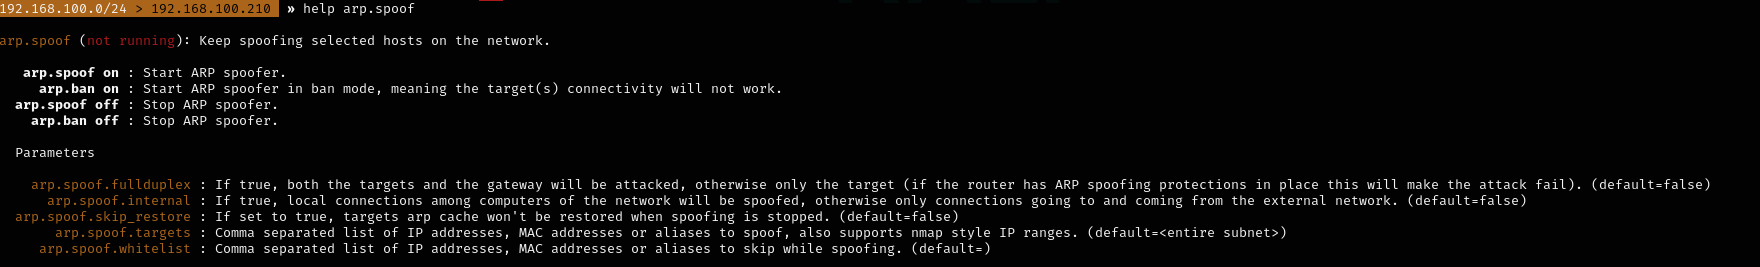 192.168.100.0/24 > 192.168.100.210 » help arp.spoof
arp.spoof (not running): Keep spoofing selected hosts on the network.
arp.spoof on : Start ARP spoofer.
arp.ban on : Start ARP spoofer in ban mode, meaning the target(s) connectivity will not work.
arp.spoof off : Stop ARP spoofer.
arp.ban off : Stop ARP spoofer.
Parameters
arp.spoof.fullduplex : If true, both the targets and the gateway will be attacked, otherwise only the target (if the router has ARP spoofing protections in place this will make the attack fail). (default=false)
arp.spoof.internal : If true, local connections among computers of the network will be spoofed, otherwise only connections going to and coming from the external network. (default=false)
arp.spoof.skip_restore : If set to true, targets arp cache won't be restored when spoofing is stopped. (default=false)
arp.spoof.targets : Comma separated list of IP addresses, MAC addresses or aliases to spoof, also supports nmap style IP ranges. (default=<entire subnet>)
arp.spoof.whitelist : Comma separated list of IP addresses, MAC addresses or aliases to skip while spoofing. (default=)